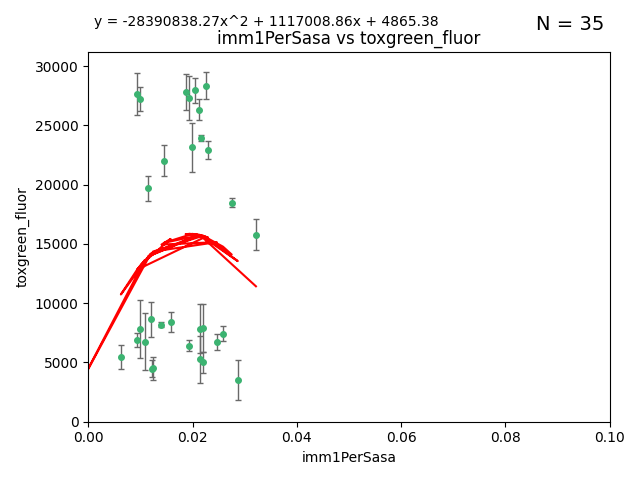 y = -28390838.27x^2 + 1117008.86x + 4865.38
N = 35
imm1PerSasa vs toxgreen_fluor
30000
25000
20000
15000
10000
5000
0
toxgreen_fluor
0.00 0.02 0.04 0.06 0.08 0.10
imm1PerSasa